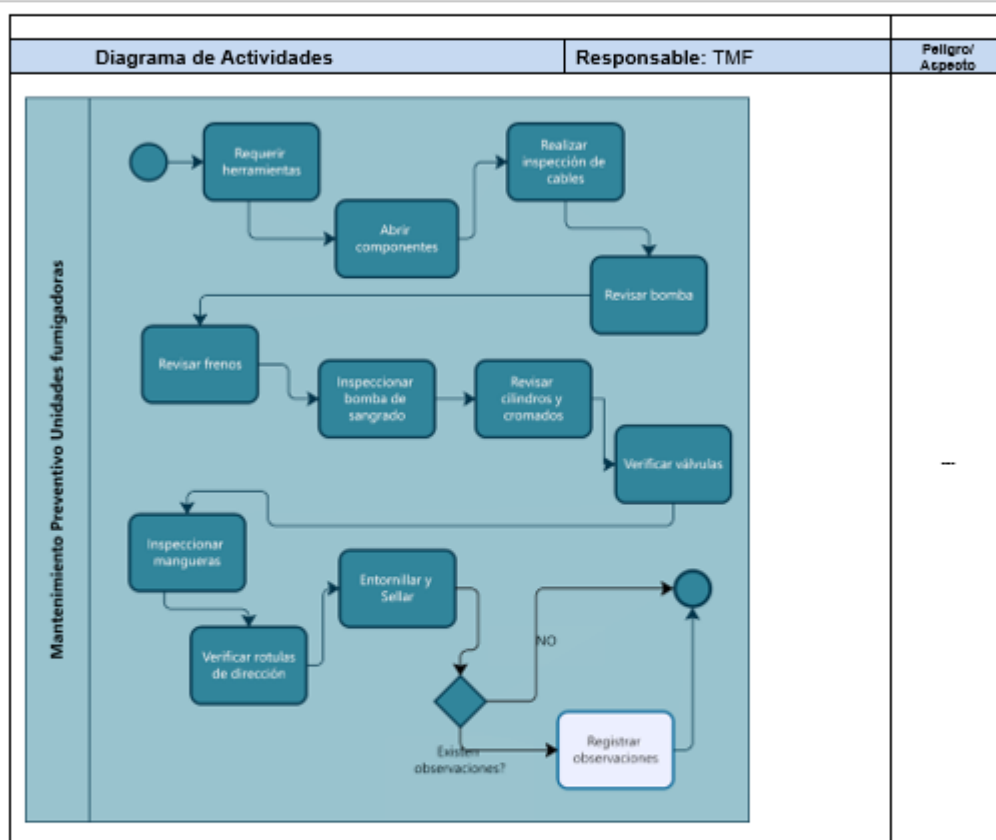 Diagrama de Actividades
Responsable: TMF
Peligro/
Aspecto
Mantenimiento Preventivo Unidades fumigadoras
Requerir
herramientas
Abrir
componentes
Realizar
inspección de
cables
Revisar bomba
Revisar frenos
Inspeccionar
bomba de
sangrado
Revisar
cilindros y
cromados
Verificar válvulas
---
Inspeccionar
mangueras
Verificar rotulas
de dirección
Entornillar y
Sellar
NO
Existen
observaciones?
Registrar
observaciones